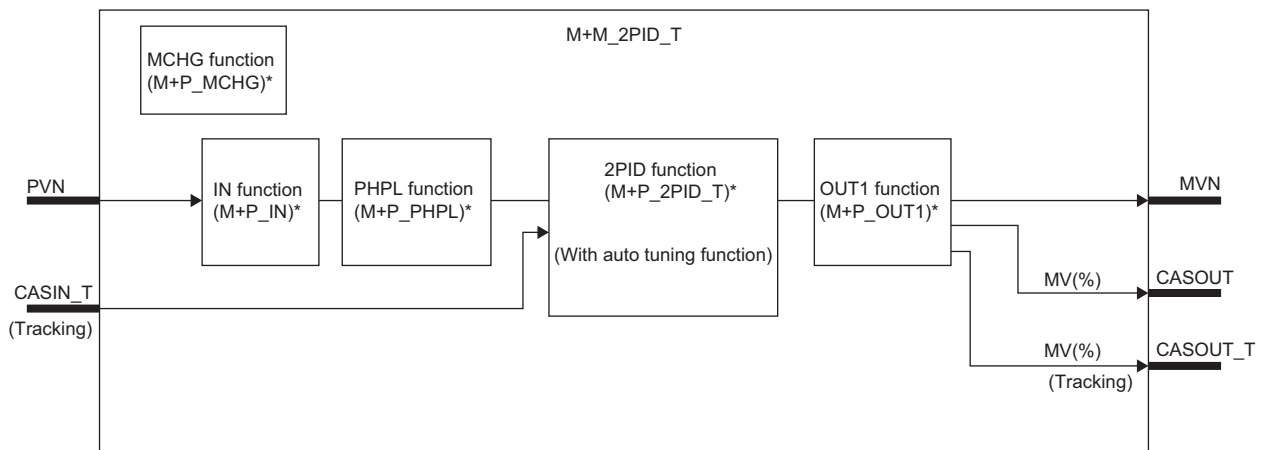 M+M_2PID_T
MCHG function
(M+P_MCHG)*
PVN
IN function
(M+P_IN)*
PHPL function
(M+P_PHPL)*
2PID function
(M+P_2PID_T)*
(With auto tuning function)
OUT1 function
(M+P_OUT1)*
MVN
CASIN_T
(Tracking)
MV(%)
CASOUT
MV(%)
(Tracking)
CASOUT_T